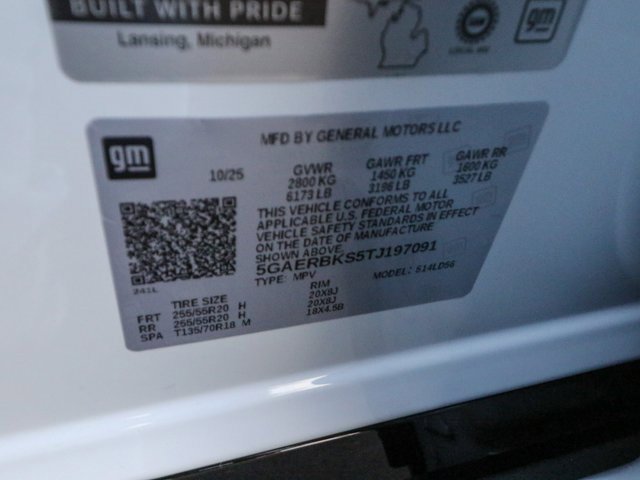 BUILT WITH PRIDE
Lansing, Michigan
gm
gm
MFD BY GENERAL MOTORS LLC
10/25
GVWR
2800 KG
6173 LB
GAWR FRT
1450 KG
3196 LB
GAWR RR
1600 KG
3527 LB
THIS VEHICLE CONFORMS TO ALL
APPLICABLE U.S. FEDERAL MOTOR
VEHICLE SAFETY STANDARDS IN EFFECT
ON THE DATE OF MANUFACTURE
SHOWN ABOVE.
5GAERBKS5TJ197091
TYPE: MPV
MODEL: S14LD56
241L
TIRE SIZE RIM
FRT 255/55R20 H 20X8J
RR 255/55R20 H 20X8J
SPA T135/70R18 M 18X4.5B